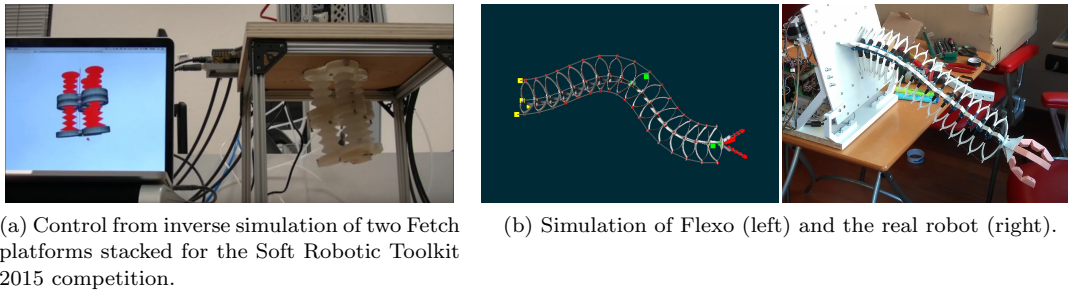 (a) Control from inverse simulation of two Fetch
platforms stacked for the Soft Robotic Toolkit
2015 competition.
(b) Simulation of Flexo (left) and the real robot (right).